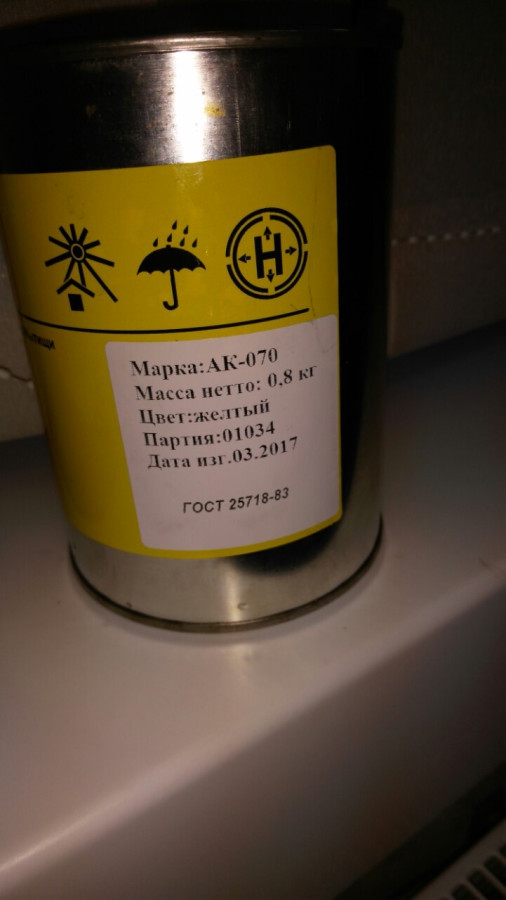 Н
Марка:АК-070
Масса нетто: 0,8 кг
Цвет:желтый
Партия:01034
Дата изг.03.2017
ГОСТ 25718-83